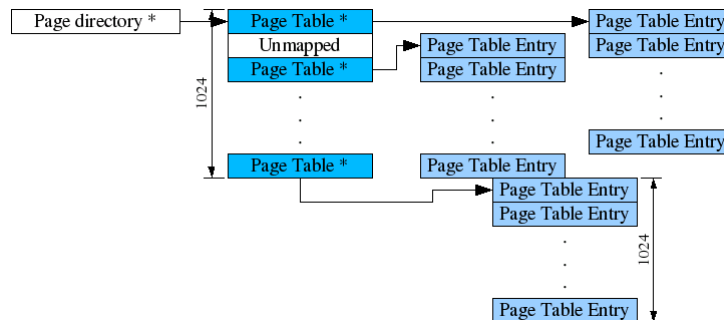 Page directory *
Page Table *
Unmapped
Page Table *
.
.
.
Page Table *
1024
Page Table Entry
Page Table Entry
.
.
.
Page Table Entry
Page Table Entry
Page Table Entry
.
.
.
Page Table Entry
Page Table Entry
Page Table Entry
.
.
.
Page Table Entry
1024